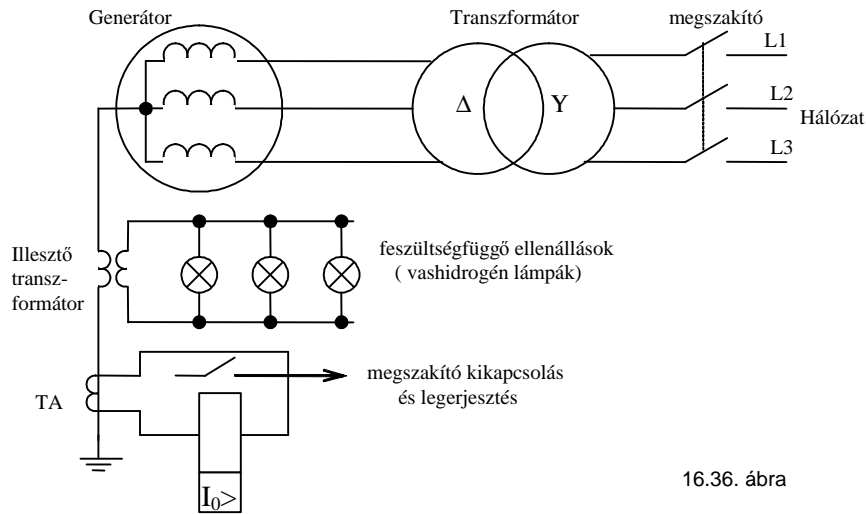 Generátor
Transzformátor
megszakító
L1
Δ
Y
L2
Hálózat
L3
Illesztő
transz-
formátor
feszültségfüggő ellenállások
( vashidrogén lámpák)
TA
megszakító kikapcsolás
és legerjesztés
I0>
16.36. ábra